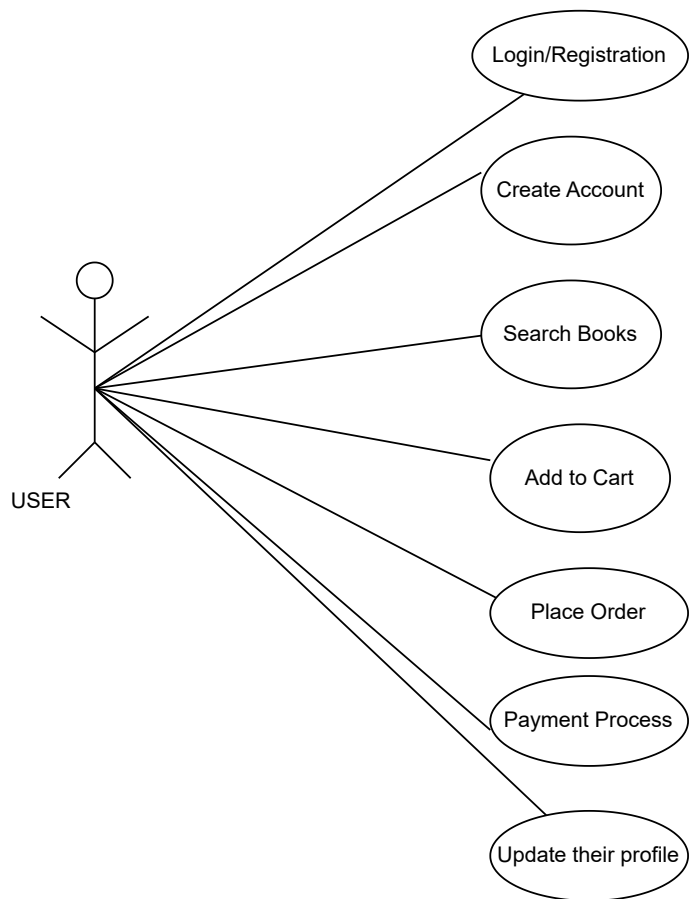 Login/Registration
Create Account
Search Books
Add to Cart
USER
Place Order
Payment Process
Update their profile